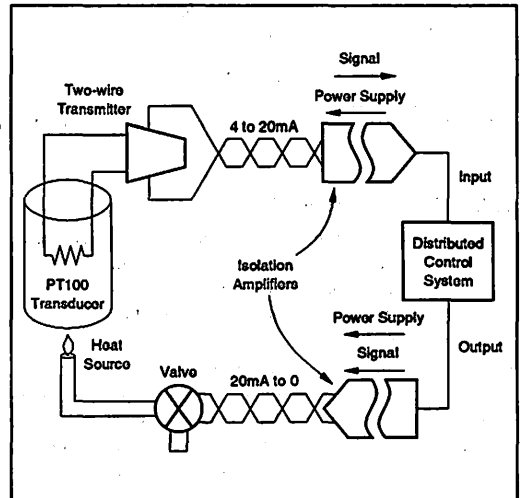 Signal
Two-wire
Transmitter
Power Supply
4 to 20mA
Input
PT100
Transducer
Isolation
Amplifiers
Distributed
Control
System
Power Supply
Heat
Source
Signal
Output
Valve
20mA to 0